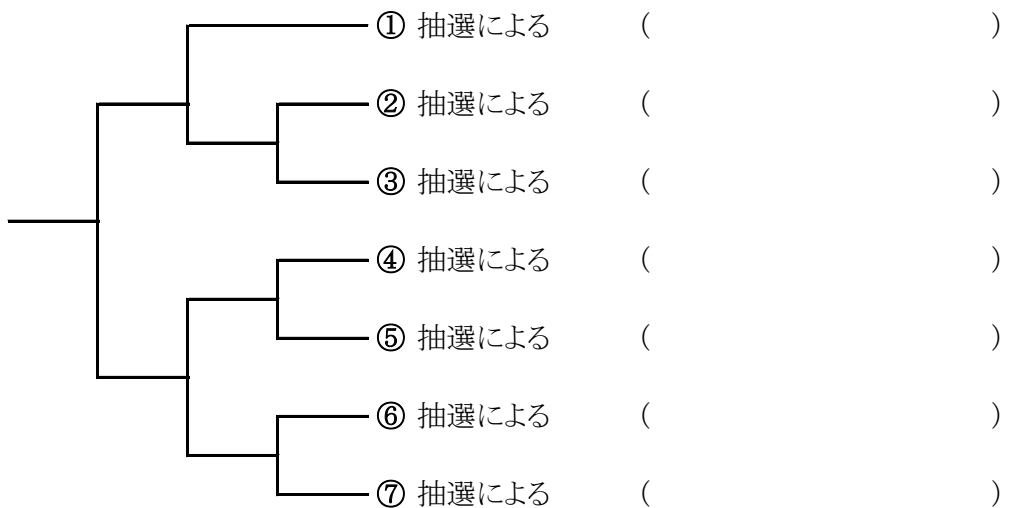 ① 抽選による （ ）
② 抽選による （ ）
③ 抽選による （ ）
④ 抽選による （ ）
⑤ 抽選による （ ）
⑥ 抽選による （ ）
⑦ 抽選による （ ）